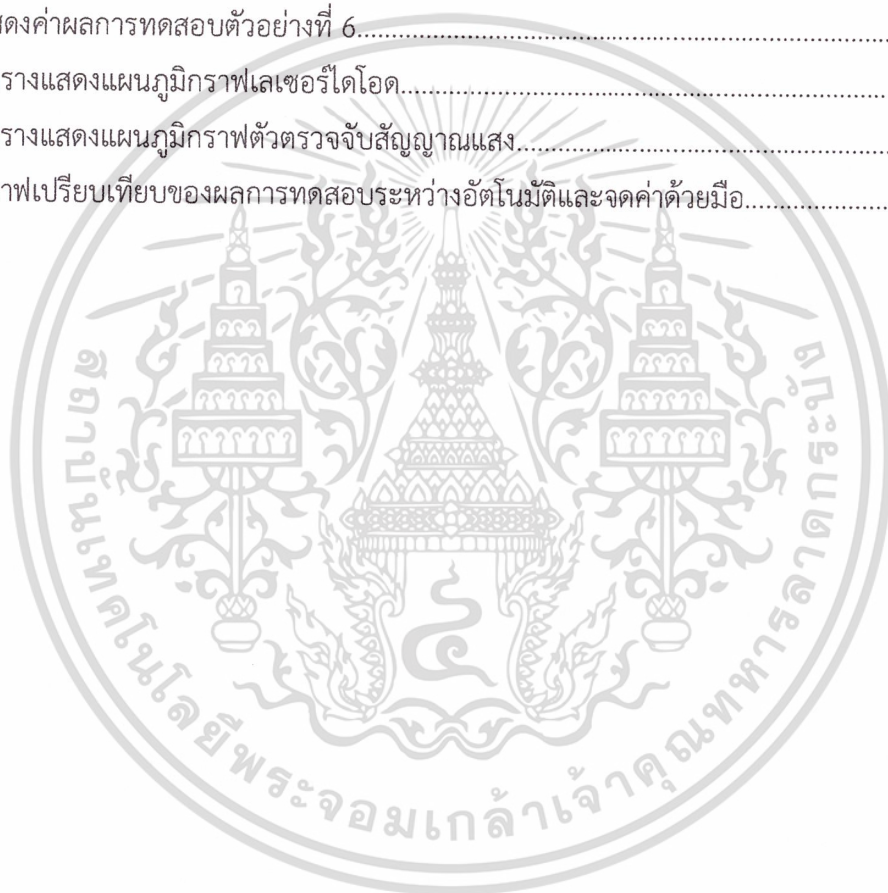 สดงค่าผลการทดสอบตัวอย่างที่ 6.......................................................................................
รางแสดงแผนภูมิกราฟเลเซอร์ไดโอด................................................................................
รางแสดงแผนภูมิกราฟตัวตรวจจับสัญญาณแสง............................................................
าฟเปรียบเทียบของผลการทดสอบระหว่างอัตโนมัติและจดค่าด้วยมือ.......................
๔
สถาบันเทคโนโลยีพระจอมเกล้าเจ้าคุณทหารลาดกระบัง